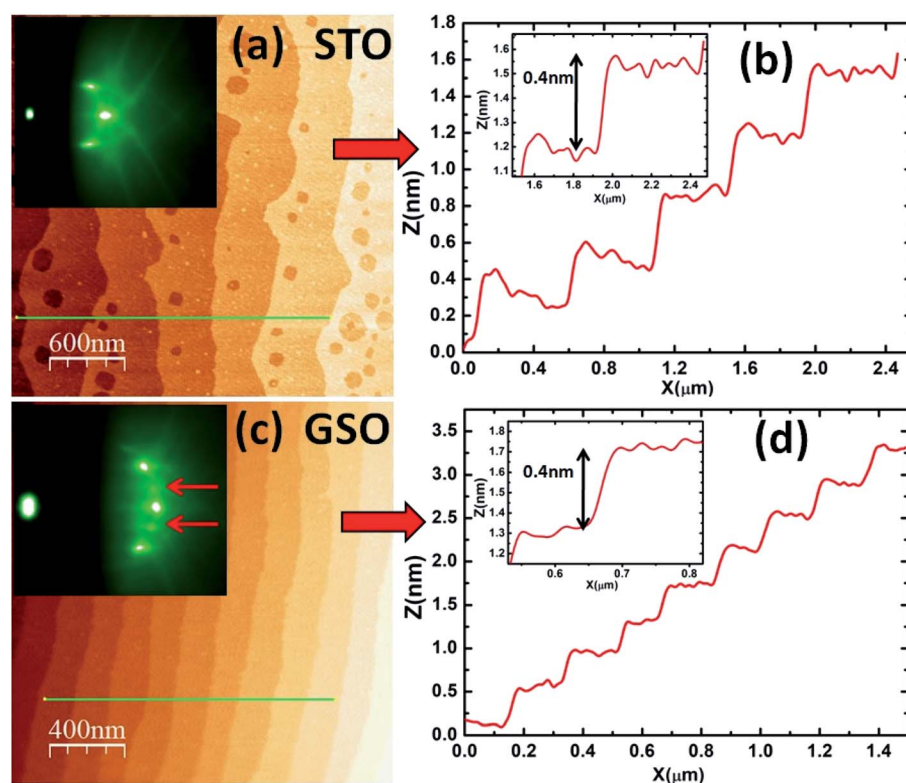 (a) STO
600nm
(b)
Z(nm)
1.8
1.6
1.4
1.2
1.0
0.8
0.6
0.4
0.2
0.0
0.0 0.4 0.8 1.2 1.6 2.0 2.4
X(μm)
0.4nm
Z(nm)
1.6
1.5
1.4
1.3
1.2
1.1
1.6 1.8 2.0 2.2 2.4
X(μm)
(c) GSO
400nm
(d)
Z(nm)
3.5
3.0
2.5
2.0
1.5
1.0
0.5
0.0
0.0 0.2 0.4 0.6 0.8 1.0 1.2 1.4
X(μm)
0.4nm
Z(nm)
1.8
1.7
1.6
1.5
1.4
1.3
1.2
0.6 0.7 0.8
X(μm)